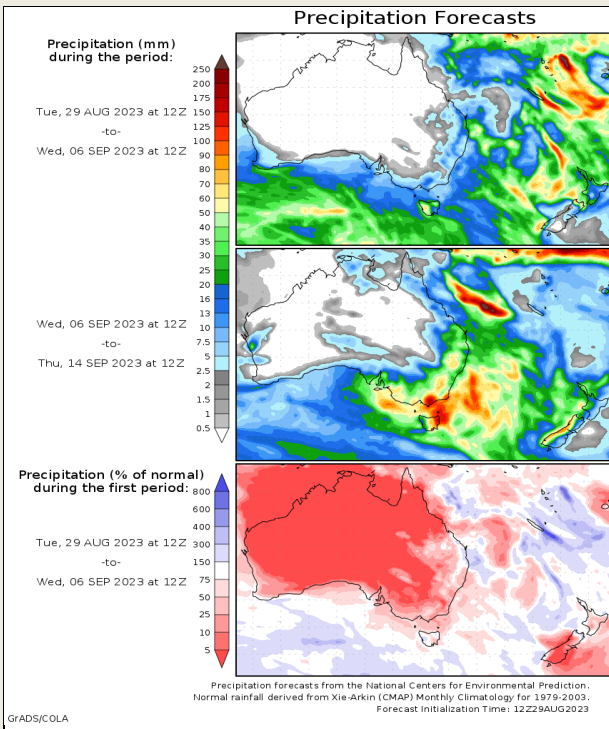 Precipitation Forecasts
Precipitation (mm)
during the period:
Tue, 29 AUG 2023 at 12Z
-to-
Wed, 06 SEP 2023 at 12Z
250
200
175
150
125
100
90
80
70
60
50
40
35
30
25
20
16
13
10
7.5
5
2.5
2
1.5
1
0.5
Wed, 06 SEP 2023 at 12Z
-to-
Thu, 14 SEP 2023 at 12Z
Precipitation (% of normal)
during the first period:
Tue, 29 AUG 2023 at 12Z
-to-
Wed, 06 SEP 2023 at 12Z
800
600
400
300
150
75
50
25
10
5
Precipitation forecasts from the National Centers for Environmental Prediction.
Normal rainfall derived from Xie-Arkin (CMAP) Monthly Climatology for 1979-2003.
Forecast Initialization Time: 12Z29AUG2023
GrADS/COLA